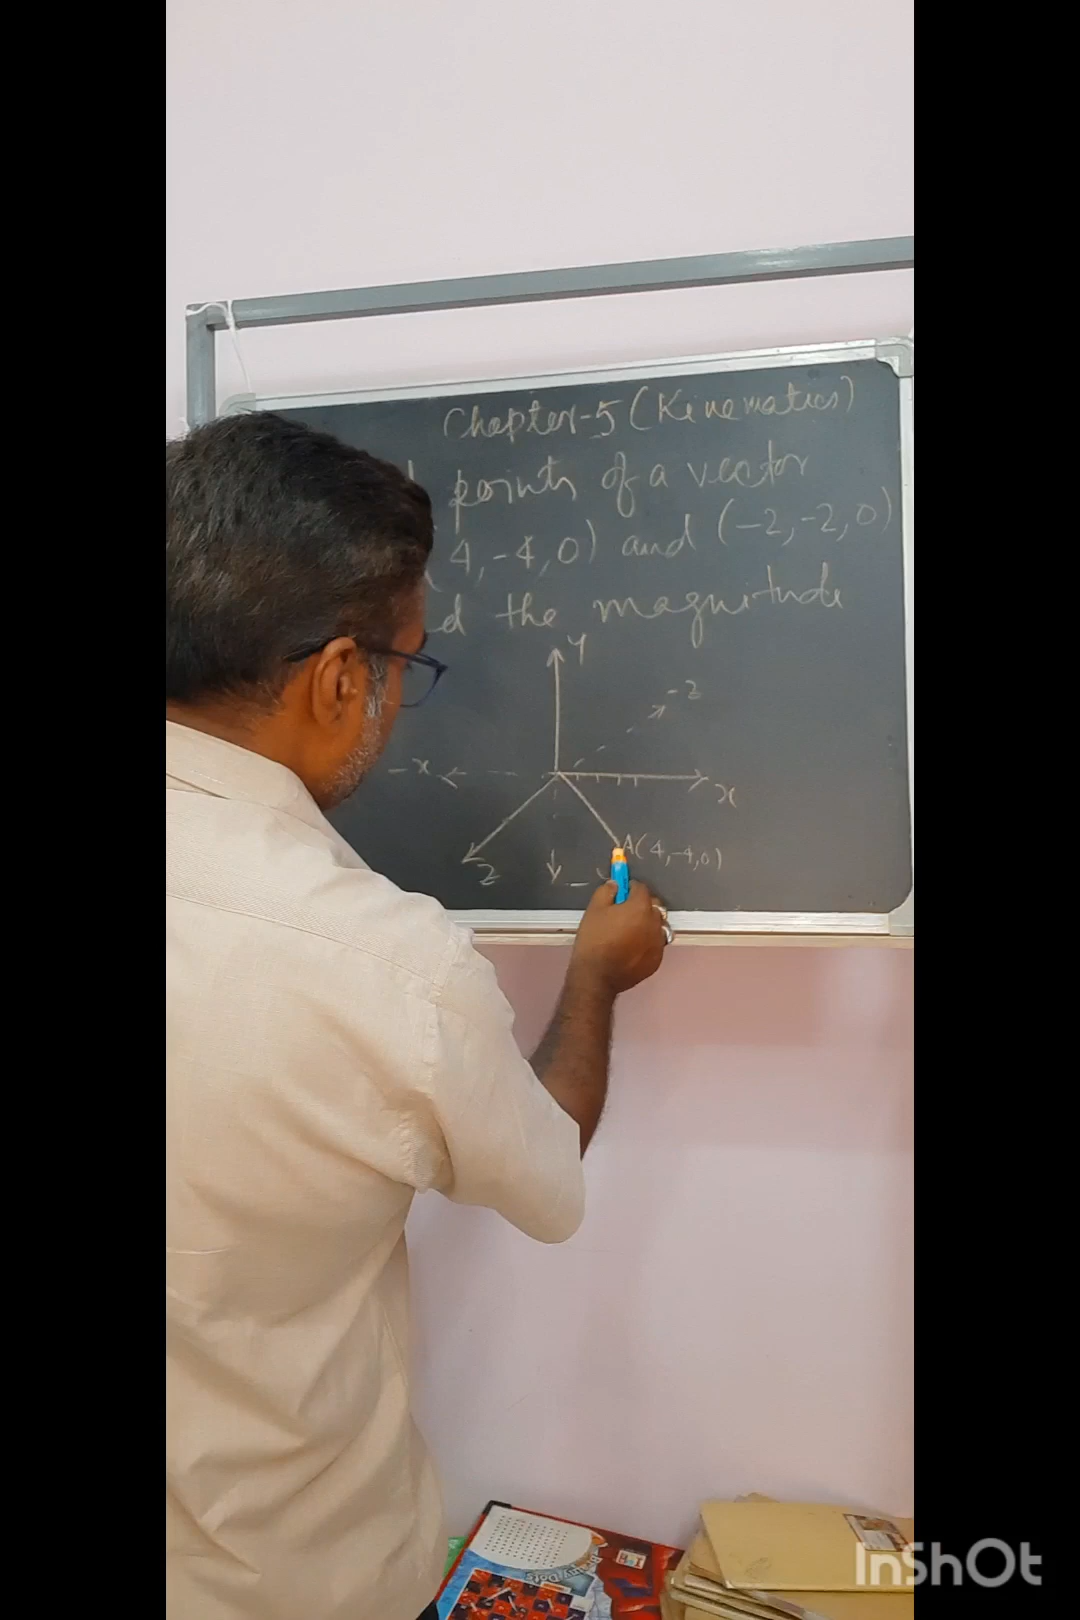 Chapter-5 (Kinematics)
points of a vector
(4,-4,0) and (-2,-2,0)
the magnitude
y
-z
-x
x
A(4,-4,0)
z
InShOt